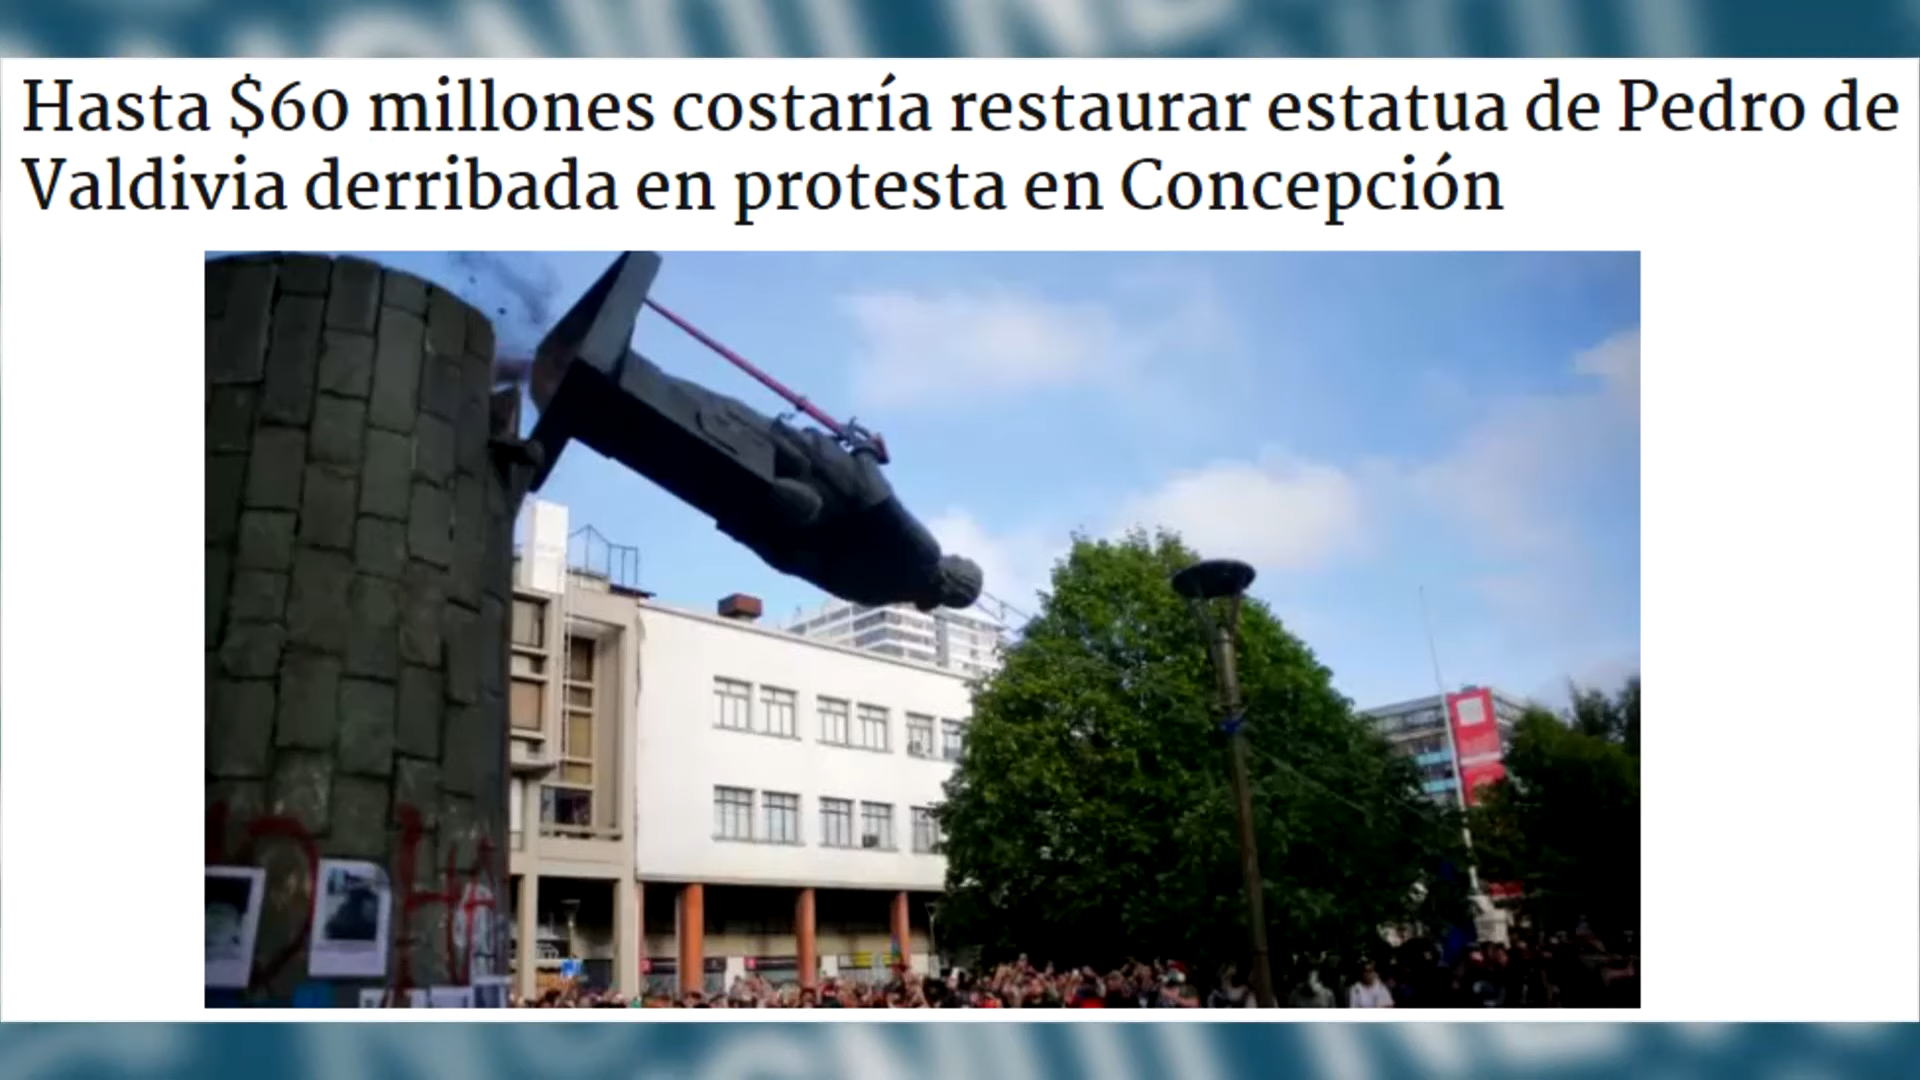 Hasta $60 millones costaría restaurar estatua de Pedro de
Valdivia derribada en protesta en Concepción